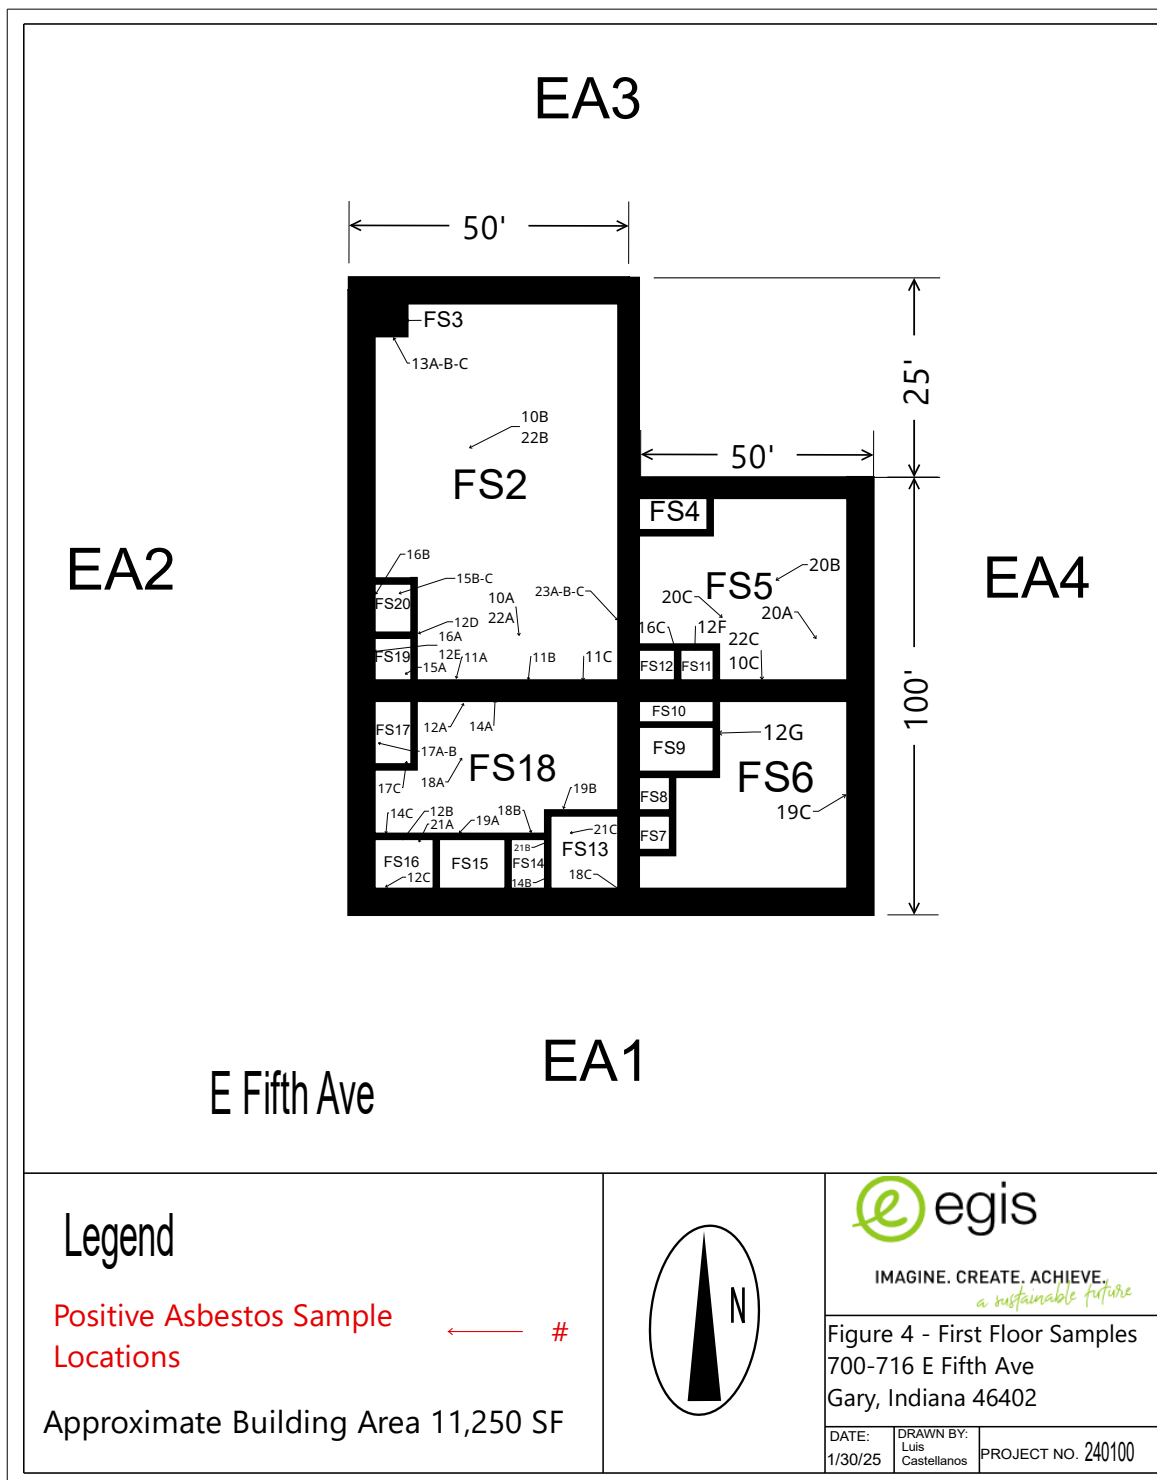 EA3
50'
FS3
13A-B-C
25'
10B
22B
50'
FS2
FS4
EA2
EA4
16B
15B-C
FS20
10A
22A
23A-B-C
FS5
20B
20C
20A
12D
16A
12E
16C
12F
22C
10C
FS19
15A
11A
11B
11C
FS12
FS11
100'
FS17
12A
14A
FS10
17A-B
FS9
12G
17C
18A
FS18
FS6
FS8
19C
14C
12B
21A
19A
18B
19B
21C
FS7
21B
FS16
FS15
FS14
FS13
12C
14B
18C
EA1
E Fifth Ave
Legend
Positive Asbestos Sample
Locations
#
Approximate Building Area 11,250 SF
N
egis
IMAGINE. CREATE. ACHIEVE.
a sustainable future
Figure 4 - First Floor Samples
700-716 E Fifth Ave
Gary, Indiana 46402
DATE:
1/30/25
DRAWN BY:
Luis
Castellanos
PROJECT NO. 240100